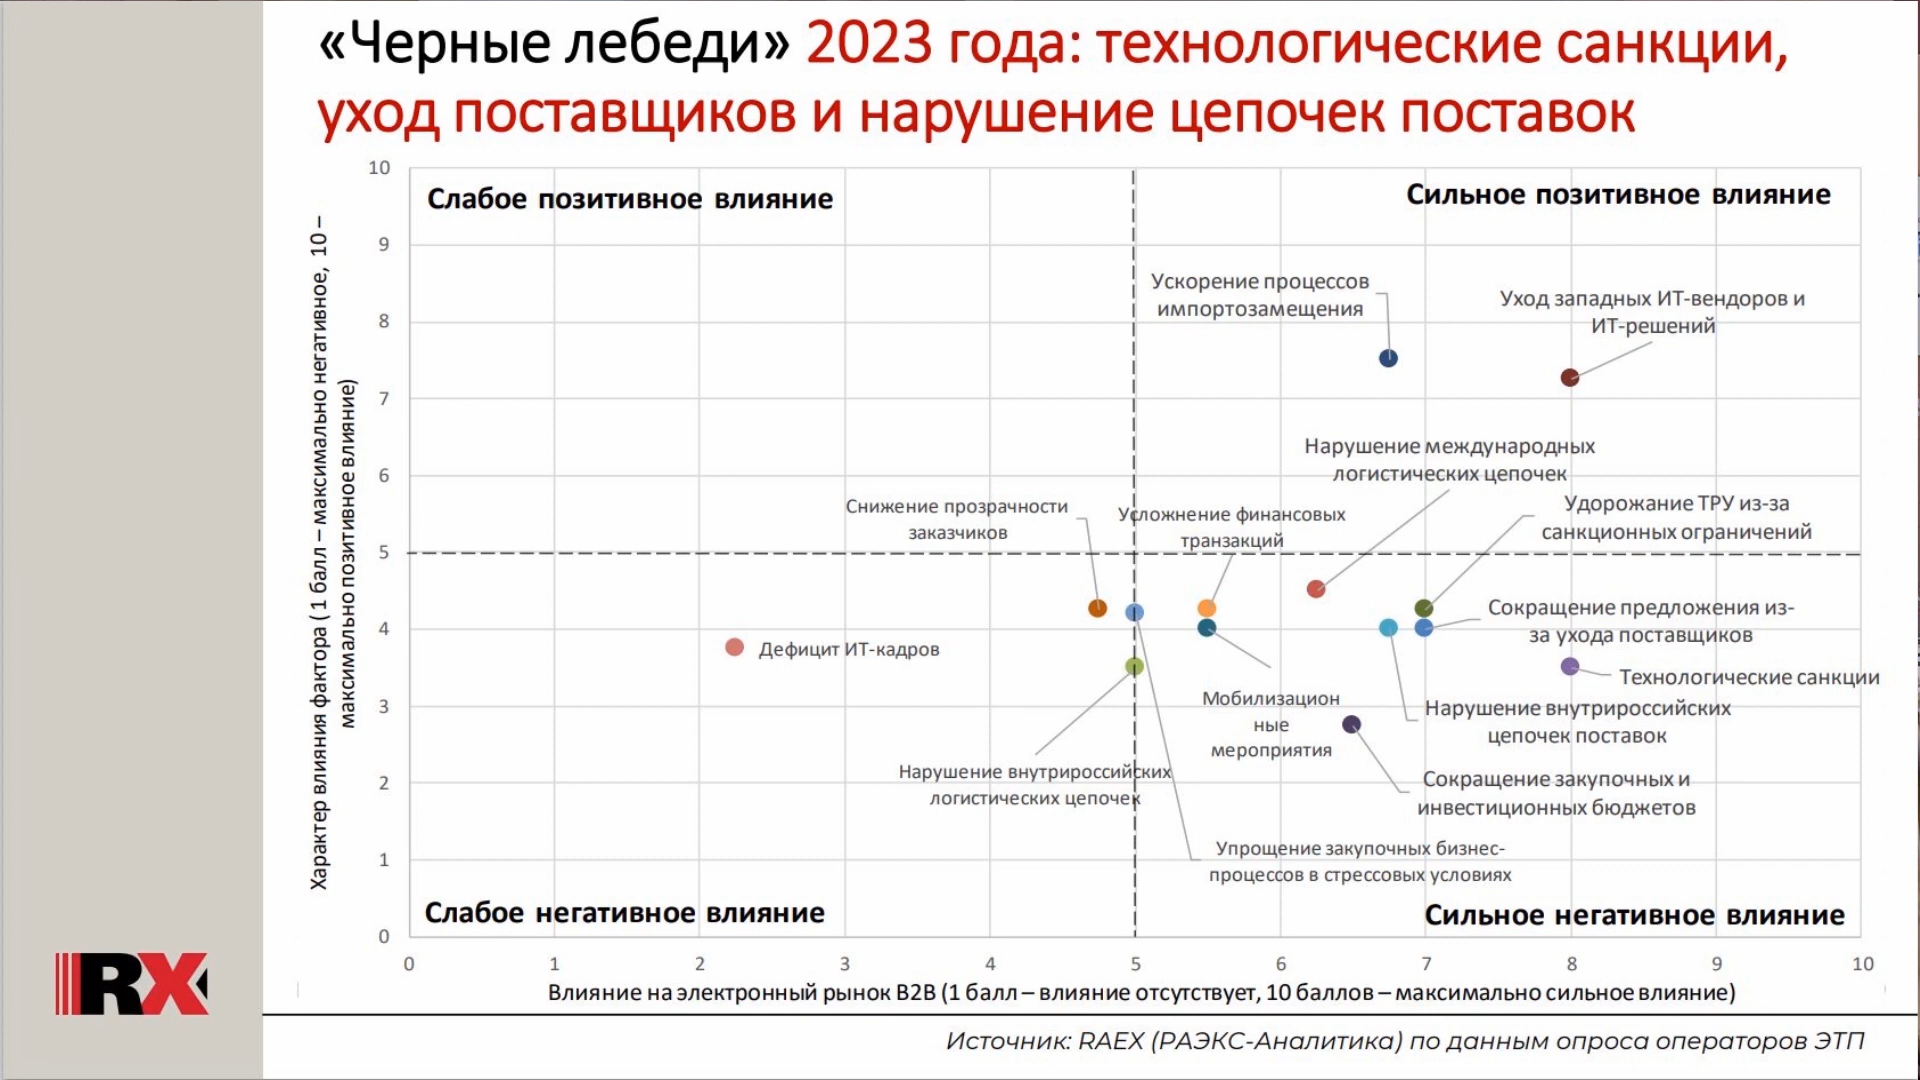 «Черные лебеди» 2023 года: технологические санкции,
уход поставщиков и нарушение цепочек поставок
Характер влияния фактора (1 балл – максимально негативное, 10 –
максимально позитивное влияние)
10
9
8
7
6
5
4
3
2
1
0
Слабое позитивное влияние
Сильное позитивное влияние
Ускорение процессов
импортозамещения
Уход западных ИТ-вендоров и
ИТ-решений
Нарушение международных
логистических цепочек
Снижение прозрачности
заказчиков
Усложнение финансовых
транзакций
Удорожание ТРУ из-за
санкционных ограничений
Сокращение предложения из-
за ухода поставщиков
Дефицит ИТ-кадров
Технологические санкции
Мобилизацион
ные
мероприятия
Нарушение внутрироссийских
цепочек поставок
Нарушение внутрироссийских
логистических цепочек
Сокращение закупочных и
инвестиционных бюджетов
Упрощение закупочных бизнес-
процессов в стрессовых условиях
Слабое негативное влияние
Сильное негативное влияние
0 1 2 3 4 5 6 7 8 9 10
Влияние на электронный рынок B2B (1 балл – влияние отсутствует, 10 баллов – максимально сильное влияние)
RX
Источник: RAEX (РАЭКС-Аналитика) по данным опроса операторов ЭТП